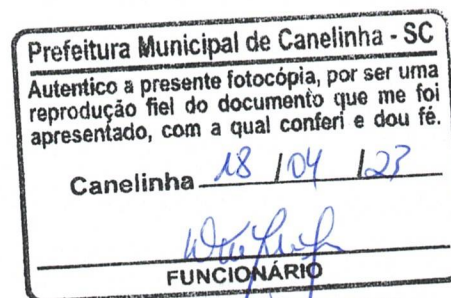 Prefeitura Municipal de Canelinha - SC
Autentico a presente fotocópia, por ser uma
reprodução fiel do documento que me foi
apresentado, com a qual conferi e dou fé.
Canelinha 18 / 04 / 23
FUNCIONÁRIO